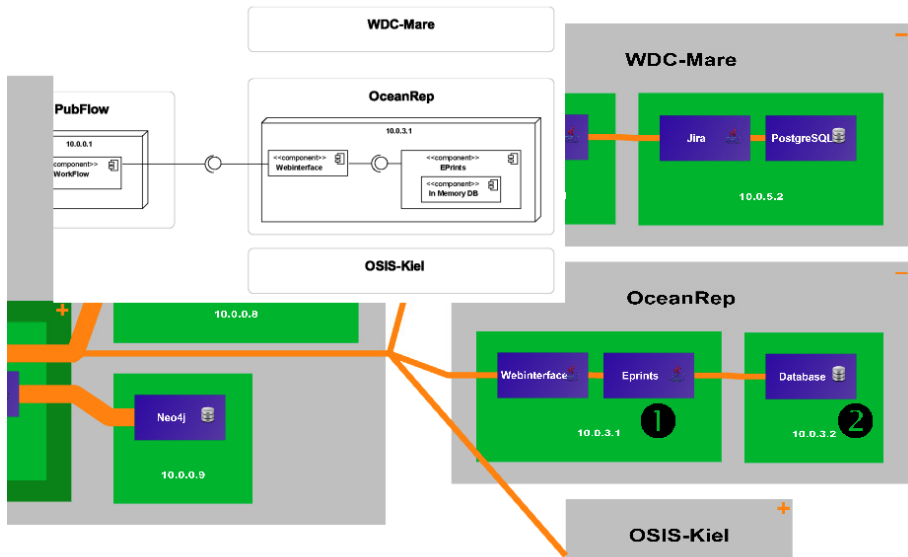 WDC-Mare
PubFlow
10.0.0.1
<<component>>
WorkFlow
OceanRep
10.0.3.1
<<component>>
Webinterface
<<component>>
EPrints
<<component>>
In Memory DB
OSIS-Kiel
WDC-Mare
Jira
PostgreSQL
10.0.5.2
10.0.0.8
Neo4j
10.0.0.9
OceanRep
Webinterface
Eprints
Database
10.0.3.1
10.0.3.2
1
2
OSIS-Kiel